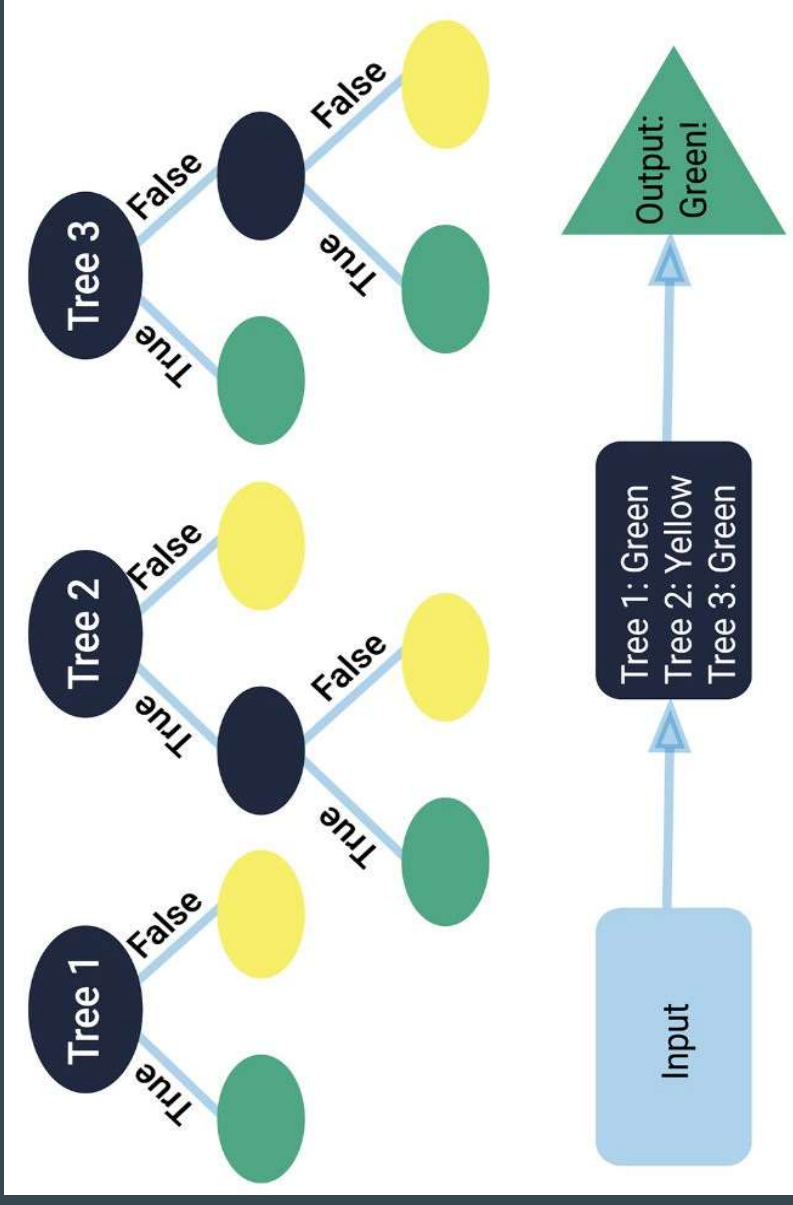 Tree 1
Tree 2
Tree 3
True
False
True
False
True
False
True
False
True
False
Input
Tree 1: Green
Tree 2: Yellow
Tree 3: Green
Output:
Green!